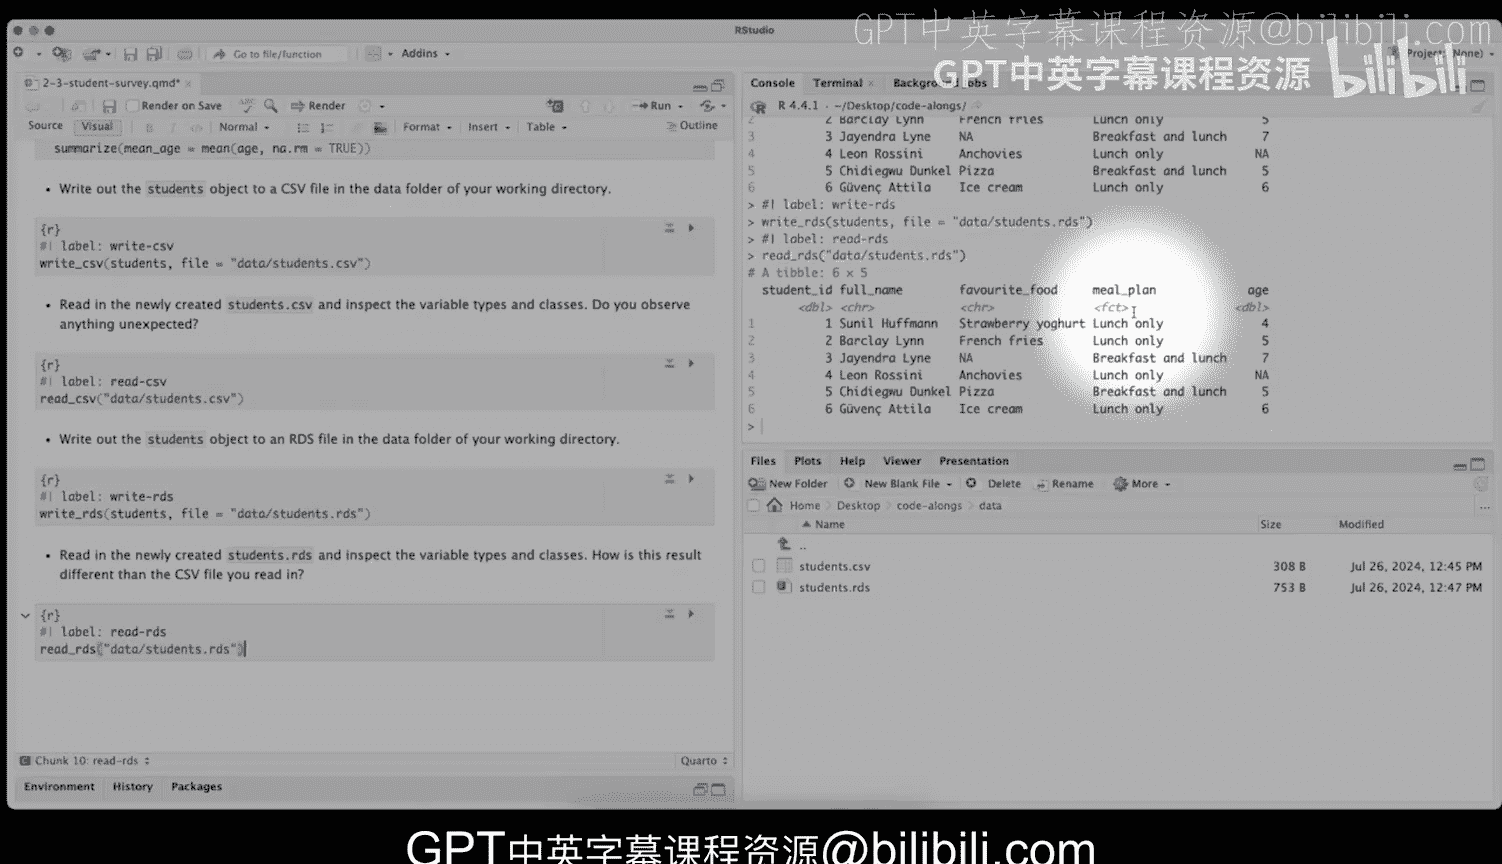 GPT中英字幕课程资源@bilibili.com
RStudio
Go to file/function
Addins
Project: (None)
GPT中英字幕课程资源 bilibili
2-3-student-survey.qmd*
Render on Save
Render
Run
Source Visual
B I
Normal
Format
Insert
Table
Outline
summarize(mean_age = mean(age, na.rm = TRUE))
• Write out the students object to a CSV file in the data folder of your working directory.
{r}
#| label: write-csv
write_csv(students, file = "data/students.csv")
• Read in the newly created students.csv and inspect the variable types and classes. Do you observe
anything unexpected?
{r}
#| label: read-csv
read_csv("data/students.csv")
• Write out the students object to an RDS file in the data folder of your working directory.
{r}
#| label: write-rds
write_rds(students, file = "data/students.rds")
• Read in the newly created students.rds and inspect the variable types and classes. How is this result
different than the CSV file you read in?
{r}
#| label: read-rds
read_rds("data/students.rds")
Chunk 10: read-rds
Quarto
Environment History Packages
Console Terminal Background Jobs
R 4.4.1 · ~/Desktop/code-alongs/
2 2 Barclay Lynn French fries Lunch only 5
3 3 Jayendra Lyne NA Breakfast and lunch 7
4 4 Leon Rossini Anchovies Lunch only NA
5 5 Chidiegwu Dunkel Pizza Breakfast and lunch 5
6 6 Güvenç Attila Ice cream Lunch only 6
> #| label: write-rds
> write_rds(students, file = "data/students.rds")
> #| label: read-rds
> read_rds("data/students.rds")
# A tibble: 6 × 5
student_id full_name favourite_food meal_plan age
<dbl> <chr> <chr> <fct> <dbl>
1 1 Sunil Huffmann Strawberry yoghurt Lunch only 4
2 2 Barclay Lynn French fries Lunch only 5
3 3 Jayendra Lyne NA Breakfast and lunch 7
4 4 Leon Rossini Anchovies Lunch only NA
5 5 Chidiegwu Dunkel Pizza Breakfast and lunch 5
6 6 Güvenç Attila Ice cream Lunch only 6
>
Files Plots Help Viewer Presentation
New Folder New Blank File Delete Rename More
Home Desktop code-alongs data
Name Size Modified
..
students.csv 308 B Jul 26, 2024, 12:45 PM
students.rds 753 B Jul 26, 2024, 12:47 PM
GPT中英字幕课程资源@bilibili.com